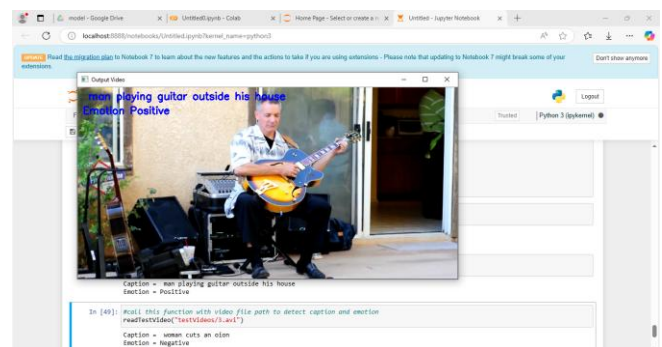 model - Google Drive
Untitled0.ipynb - Colab
Home Page - Select or create a n
Untitled - Jupyter Notebook
localhost:8888/notebooks/Untitled.ipynb?kernel_name=python3
UPDATE Read the migration plan to Notebook 7 to learn about the new features and the actions to take if you are using extensions - Please note that updating to Notebook 7 might break some of your
extensions.
Don't show anymore
Output Video
man playing guitar outside his house
Emotion Positive
Logout
Trusted
Python 3 (ipykernel)
Caption = man playing guitar outside his house
Emotion = Positive
In [49]: #call this function with video file path to detect caption and emotion
readTestVideo("testVideos/3.avi")
Caption = woman cuts an oion
Emotion = Negative